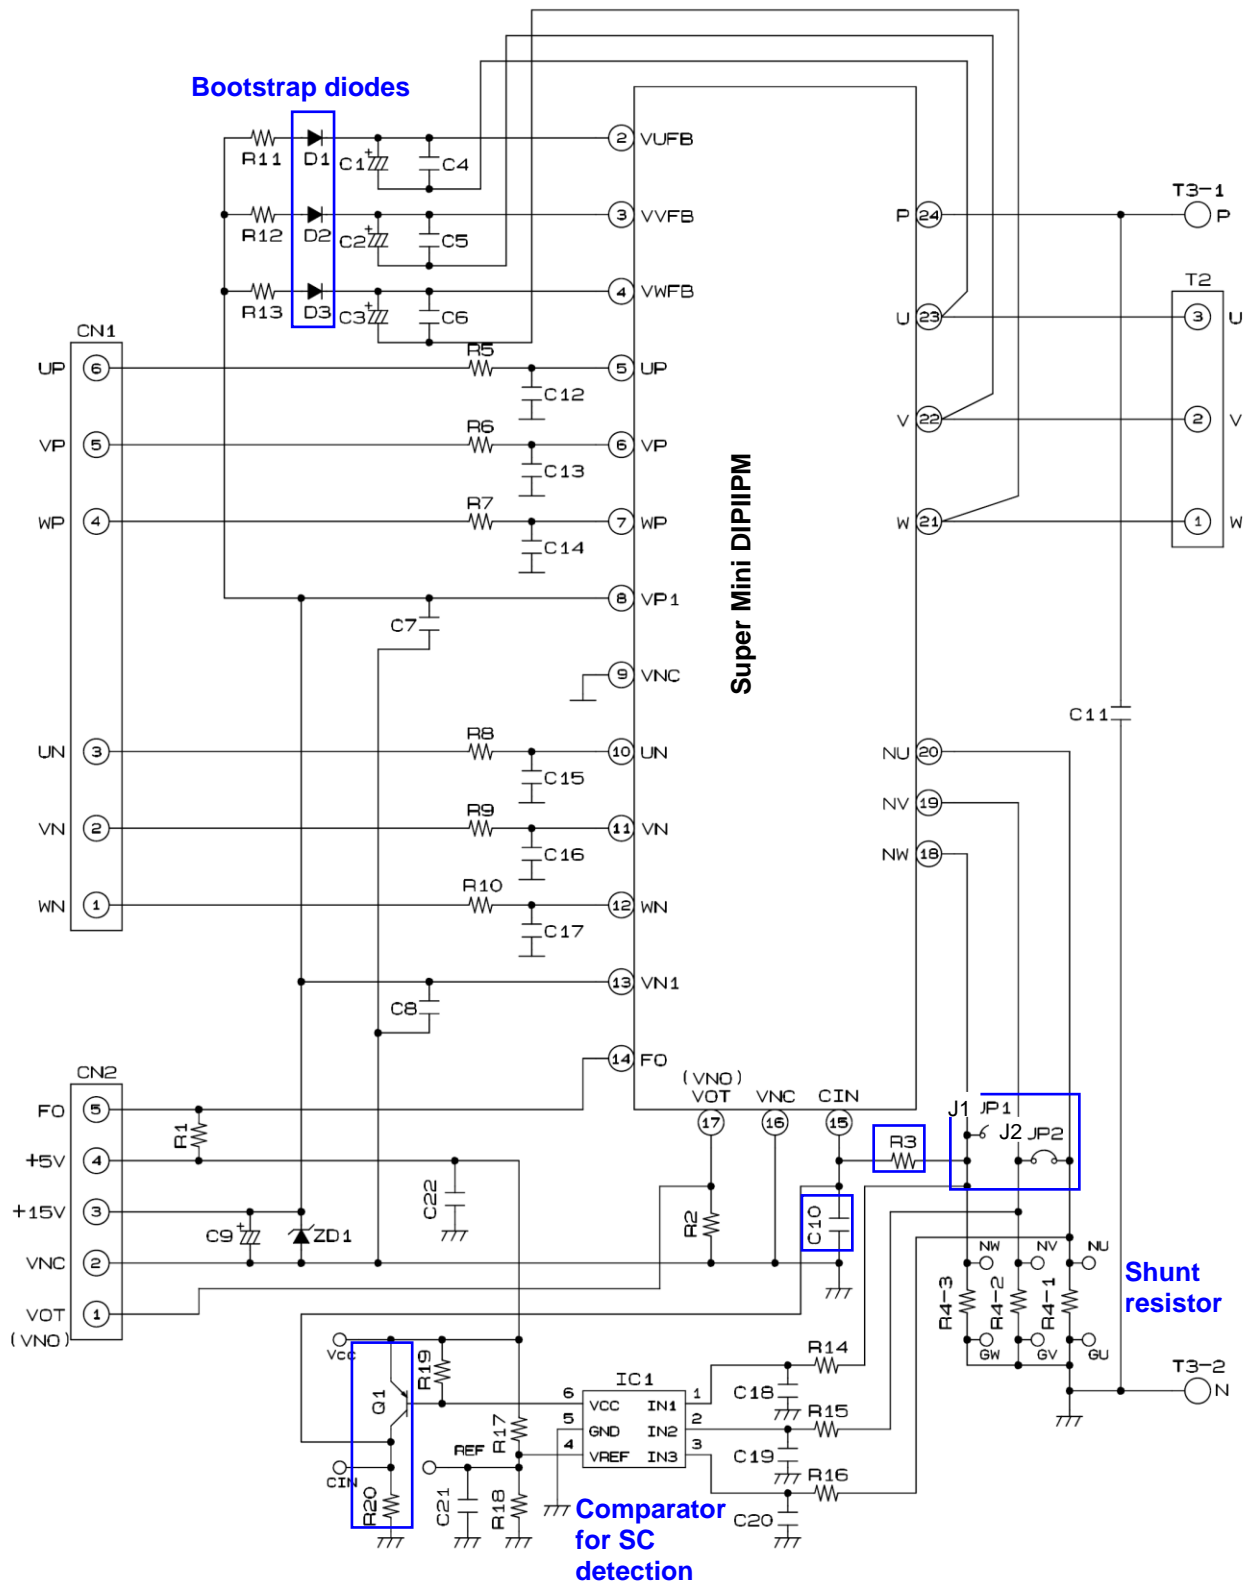 Bootstrap diodes
R11
D1
C1
+
C4
2
VUFB
R12
D2
C2
+
C5
3
VVFB
R13
D3
C3
+
C6
4
VWFB
P
24
T3-1
P
T2
U
23
3
U
V
22
2
V
W
21
1
W
CN1
UP
6
R5
C12
5
UP
VP
5
R6
C13
6
VP
WP
4
R7
C14
7
WP
Super Mini DIPIIPM
C7
8
VP1
9
VNC
C11
UN
3
R8
C15
10
UN
NU
20
VN
2
R9
C16
11
VN
NV
19
NW
18
WN
1
R10
C17
12
WN
C8
13
VN1
14
FO
(VNO)
VOT
VNC
CIN
17
16
15
CN2
FO
5
R1
+5V
4
C22
+15V
3
C9
+
ZD1
VNC
2
VOT
1
(VNO)
R2
R3
C10
J1
JP1
J2
JP2
NW
NV
NU
R4-3
R4-2
R4-1
GW
GV
GU
Shunt
resistor
T3-2
N
Vcc
Q1
R19
CIN
R20
R17
REF
C21
R18
IC1
6
VCC
IN1
1
5
GND
IN2
2
4
VREF
IN3
3
R14
C18
R15
C19
R16
C20
Comparator
for SC
detection